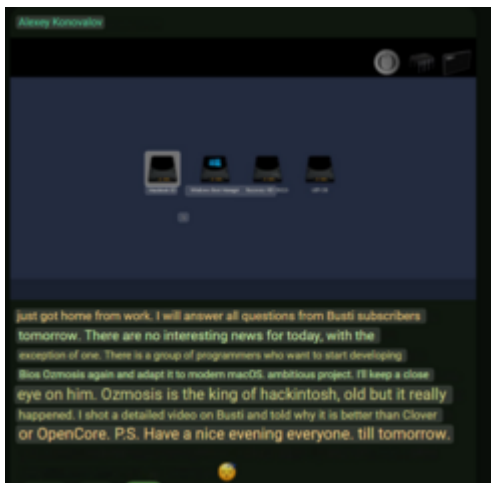 Alexey Konovalov
Windows Boot Manager
just got home from work. I will answer all questions from Busti subscribers
tomorrow. There are no interesting news for today, with the
exception of one. There is a group of programmers who want to start developing
Bios Ozmosis again and adapt it to modern macOS. ambitious project. I'll keep a close
eye on him. Ozmosis is the king of hackintosh, old but it really
happened. I shot a detailed video on Busti and told why it is better than Clover
or OpenCore. P.S. Have a nice evening everyone. till tomorrow.